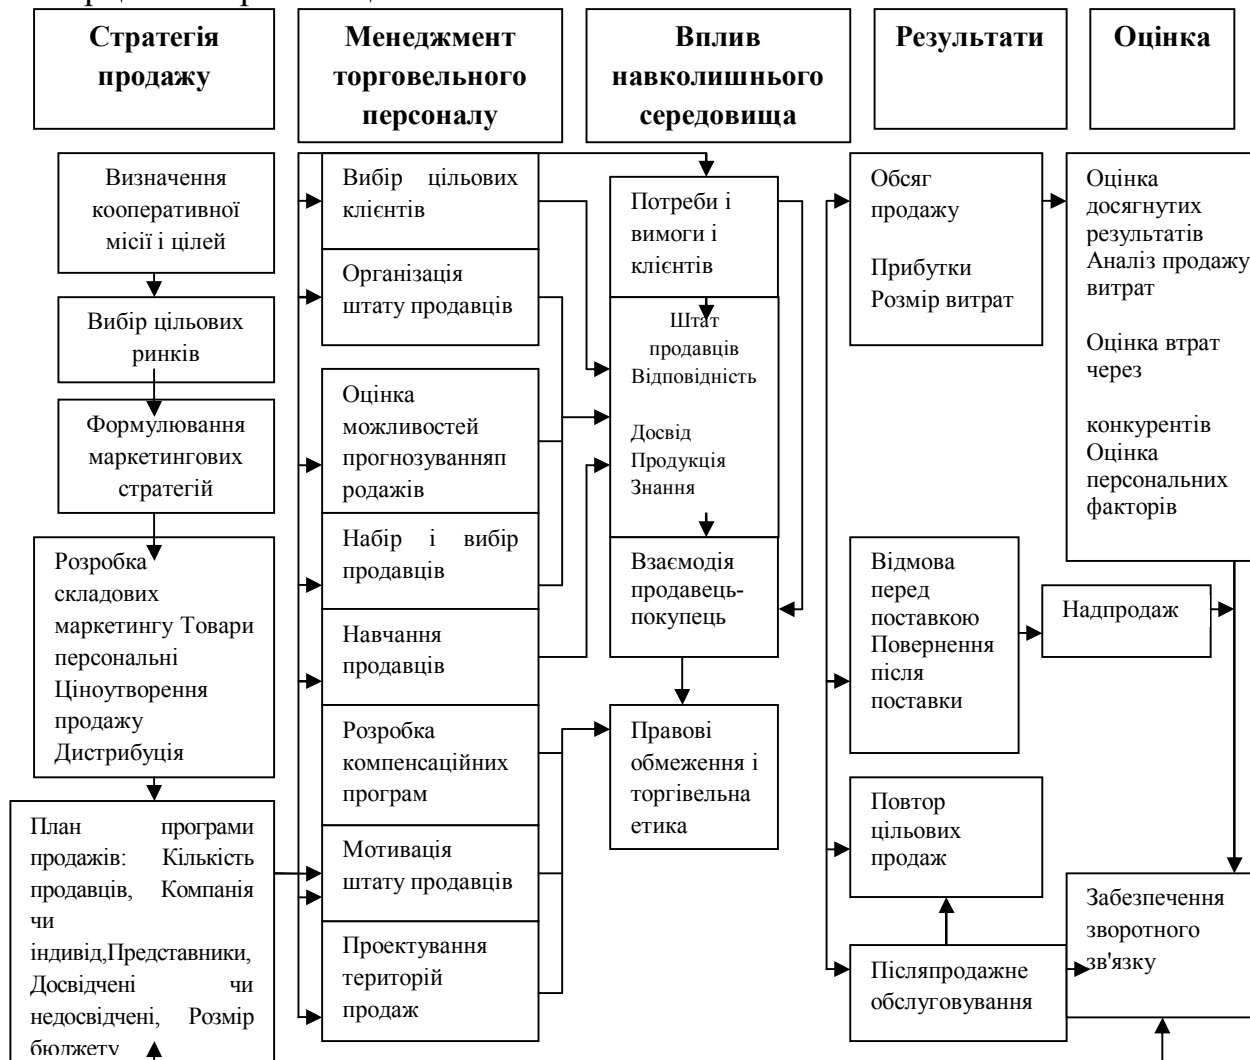 Стратегія
продажу
Менеджмент
торговельного
персоналу
Вплив
навколишнього
середовища
Результати
Оцінка
Визначення
кооперативної
місії і цілей
Вибір цільових
ринків
Формулювання
маркетингових
стратегій
Розробка
складових
маркетингу Товари
персональні
Ціноутворення
продажу
Дистрибуція
План програми
продажів: Кількість
продавців, Компанія
чи
індивід,Представники,
Досвідчені чи
недосвідчені, Розмір
бюджету
Вибір цільових
клієнтів
Організація
штату продавців
Оцінка
можливостей
прогнозуванняп
родажів
Набір і вибір
продавців
Навчання
продавців
Розробка
компенсаційних
програм
Мотивація
штату продавців
Проектування
територій
продаж
Потреби і
вимоги і
клієнтів
Штат
продавців
Відповідність
Досвід
Продукція
Знання
Взаємодія
продавець-
покупець
Правові
обмеження і
торгівельна
етика
Обсяг
продажу
Прибутки
Розмір витрат
Відмова
перед
поставкою
Повернення
після
поставки
Надпродаж
Повтор
цільових
продаж
Післяпродажне
обслуговування
Оцінка
досягнутих
результатів
Аналіз продажу
витрат
Оцінка втрат
через
конкурентів
Оцінка
персональних
факторів
Забезпечення
зворотного
зв'язку